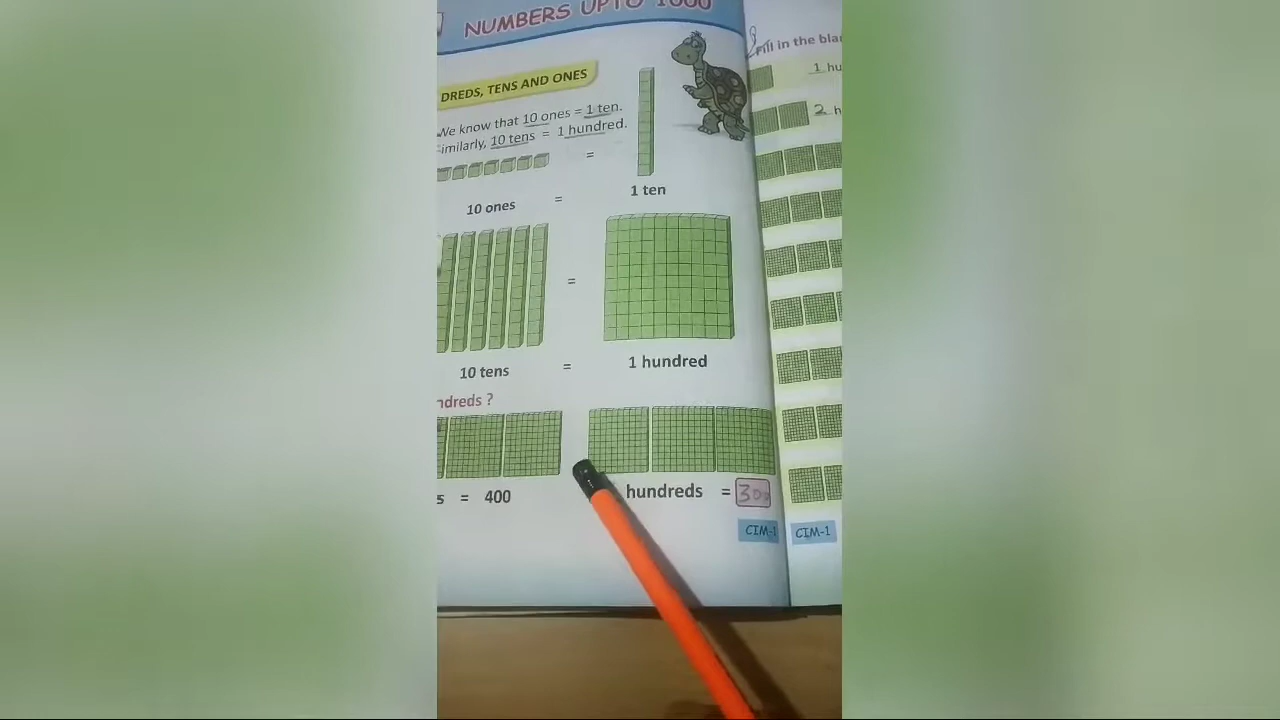 NUMBERS UPTO 1000
DREDS, TENS AND ONES
We know that 10 ones = 1 ten.
imilarly, 10 tens = 1 hundred.
=
10 ones = 1 ten
=
10 tens = 1 hundred
ndreds ?
s = 400
hundreds = 300
CIM-1
Fill in the bla
1 hu
2 h
CIM-1